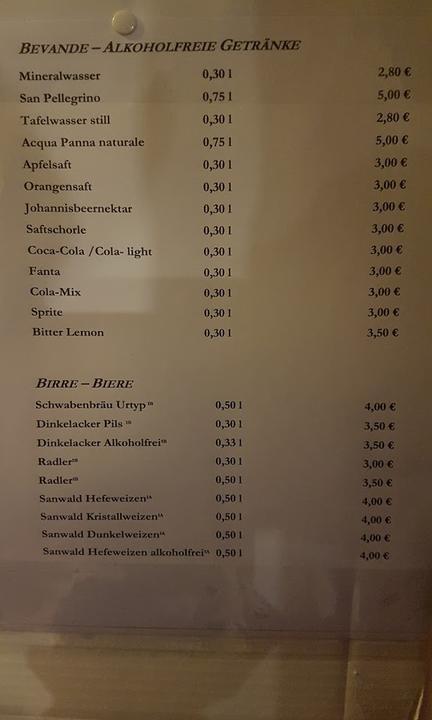 BEVANDE – ALKOHOLFREIE GETRÄNKE
Mineralwasser 0,30 l 2,80 €
San Pellegrino 0,75 l 5,00 €
Tafelwasser still 0,30 l 2,80 €
Acqua Panna naturale 0,75 l 5,00 €
Apfelsaft 0,30 l 3,00 €
Orangensaft 0,30 l 3,00 €
Johannisbeernektar 0,30 l 3,00 €
Saftschorle 0,30 l 3,00 €
Coca-Cola /Cola- light 0,30 l 3,00 €
Fanta 0,30 l 3,00 €
Cola-Mix 0,30 l 3,00 €
Sprite 0,30 l 3,00 €
Bitter Lemon 0,30 l 3,50 €
BIRRE – BIERE
Schwabenbräu Urtyp 0,50 l 4,00 €
Dinkelacker Pils 0,30 l 3,50 €
Dinkelacker Alkoholfrei 0,33 l 3,50 €
Radler 0,30 l 3,00 €
Radler 0,50 l 3,50 €
Sanwald Hefeweizen 0,50 l 4,00 €
Sanwald Kristallweizen 0,50 l 4,00 €
Sanwald Dunkelweizen 0,50 l 4,00 €
Sanwald Hefeweizen alkoholfrei 0,50 l 4,00 €